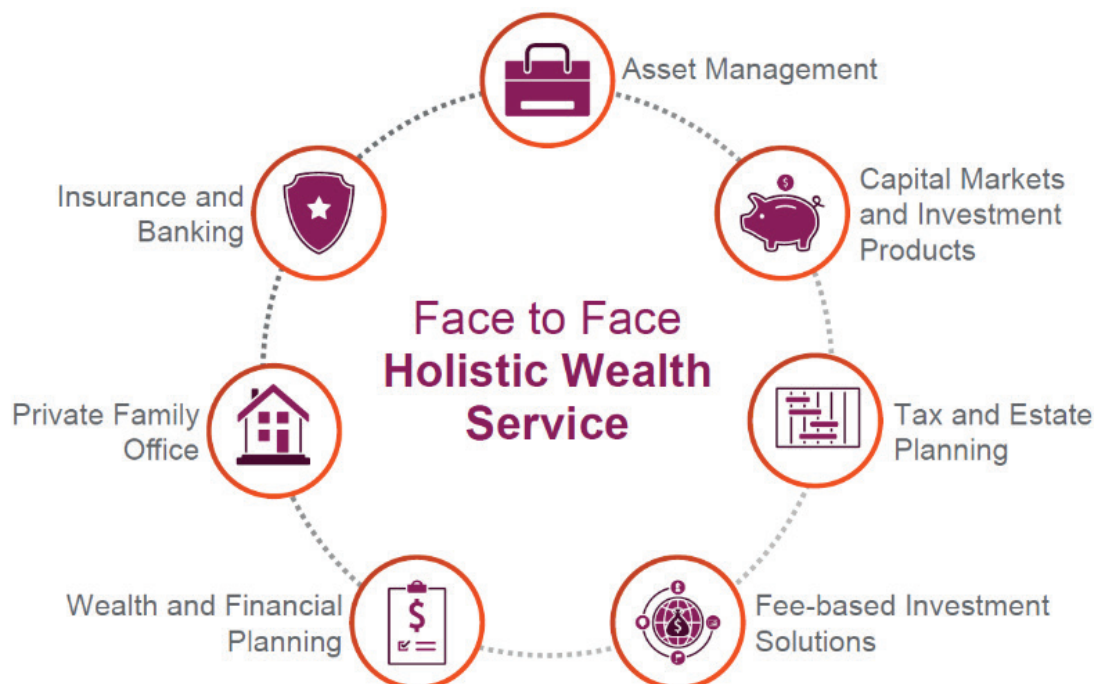 Asset Management
Capital Markets
and Investment
Products
Tax and Estate
Planning
Fee-based Investment
Solutions
Wealth and Financial
Planning
Private Family
Office
Insurance and
Banking
Face to Face
Holistic Wealth
Service
$
$
$